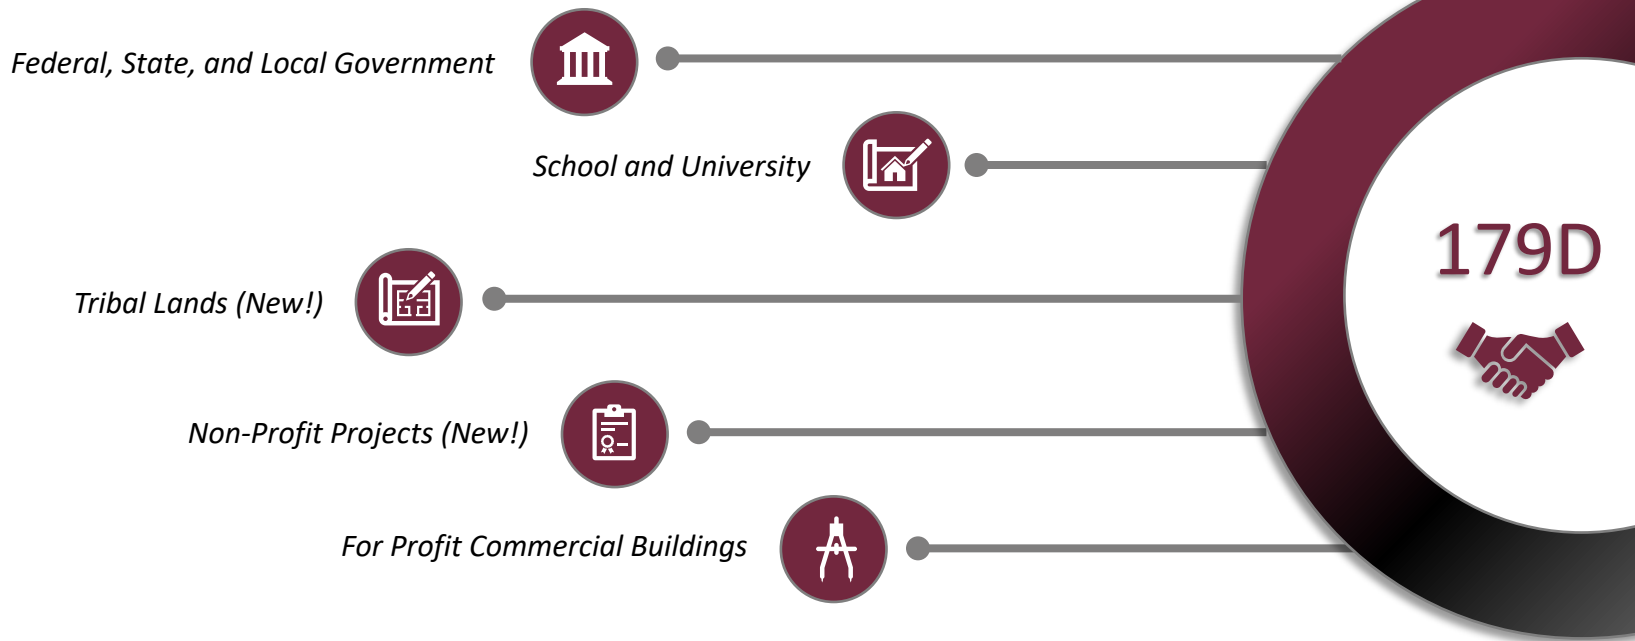 Federal, State, and Local Government
School and University
179D
Tribal Lands (New!)
Non-Profit Projects (New!)
For Profit Commercial Buildings